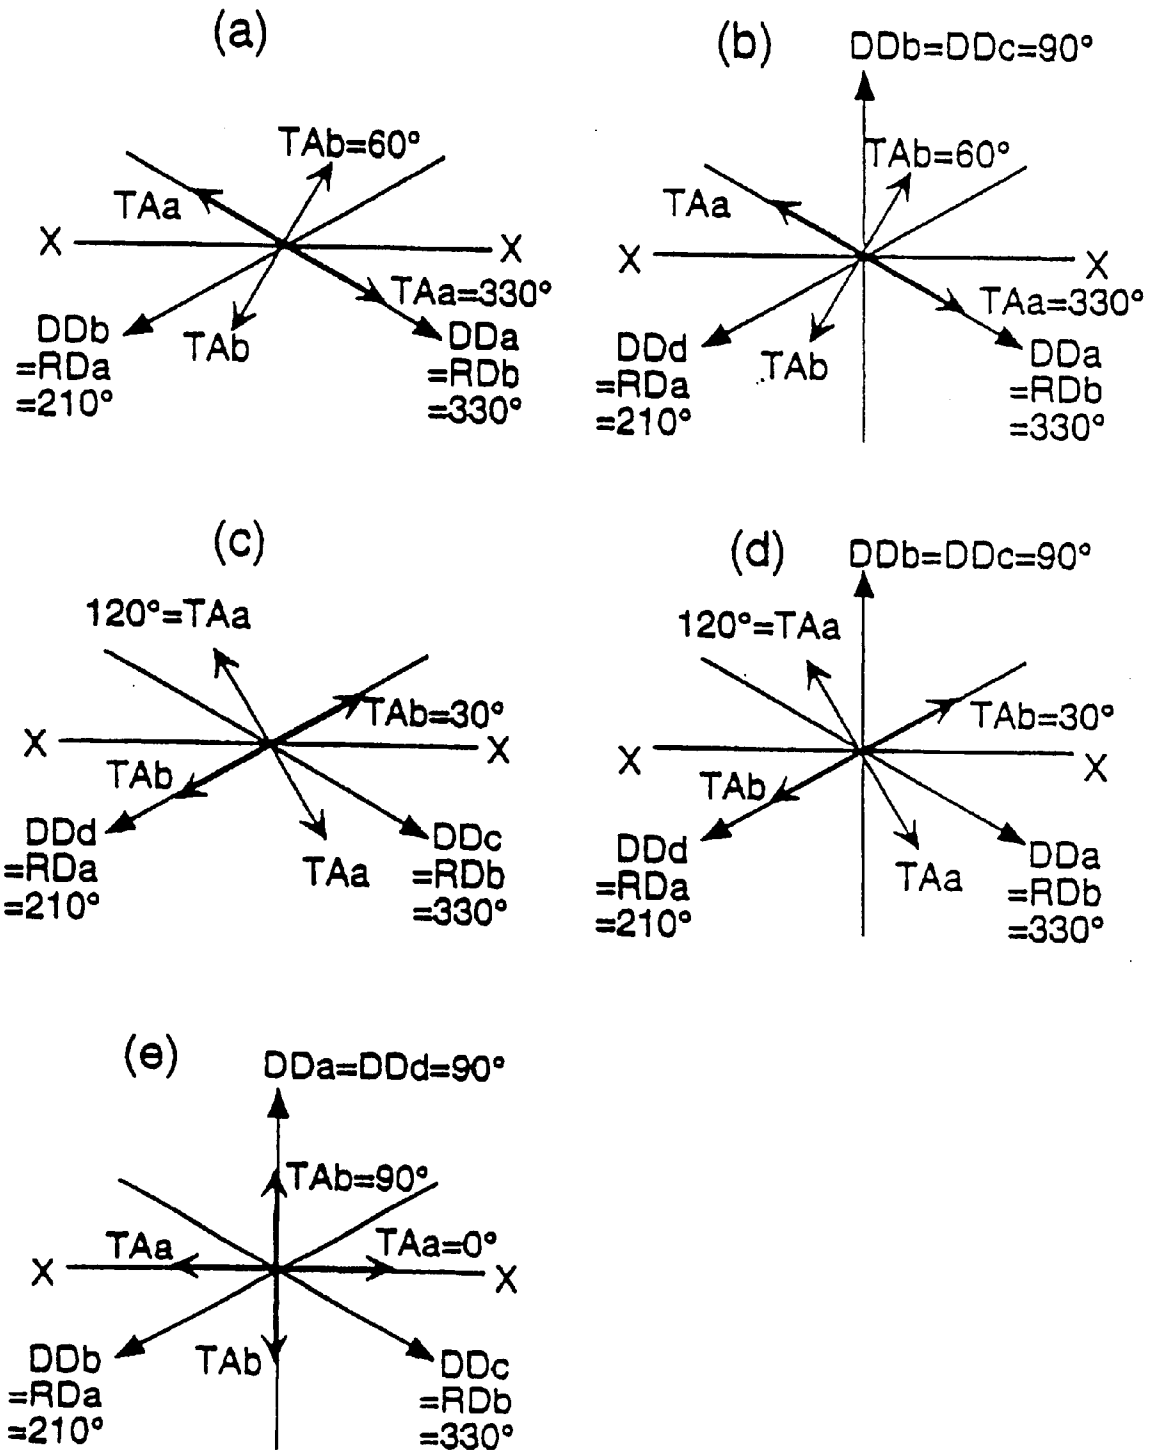 (a)
TAb=60°
TAa
X
X
TAa=330°
DDb
=RDa
=210°
TAb
DDa
=RDb
=330°
(b)
DDb=DDc=90°
TAb=60°
TAa
X
X
TAa=330°
DDd
=RDa
=210°
TAb
DDa
=RDb
=330°
(c)
120°=TAa
TAb=30°
X
X
TAb
DDd
=RDa
=210°
TAa
DDc
=RDb
=330°
(d)
DDb=DDc=90°
120°=TAa
TAb=30°
X
X
TAb
DDd
=RDa
=210°
TAa
DDa
=RDb
=330°
(e)
DDa=DDd=90°
TAb=90°
TAa
TAa=0°
X
X
DDb
=RDa
=210°
TAb
DDc
=RDb
=330°